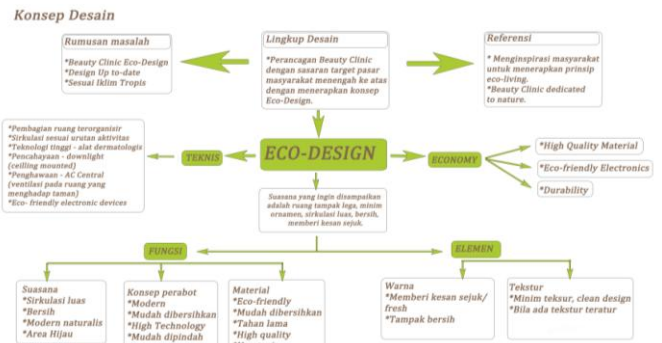 Konsep Desain
Rumusan masalah
*Beauty Clinic Eco-Design
*Design Up to-date
*Sesuai Iklim Tropis
Lingkup Desain
*Perancagan Beauty Clinic
dengan sasaran target pasar
masyarakat menengah ke atas
dengan menerapkan konsep
Eco-Design.
Referensi
* Menginspirasi masyarakat
untuk menerapkan prinsip
eco-living.
*Beauty Clinic dedicated
to nature.
*Pembagian ruang terorganisir
*Sirkulasi sesuai urutan aktivitas
*Teknologi tinggi - alat dermatologis
*Pencahayaan - downlight
(ceilling mounted)
*Penghawaan - AC Central
(ventilasi pada ruang yang
menghadap taman)
*Eco- friendly electronic devices
TEKNIS
ECO-DESIGN
ECONOMY
*High Quality Material
*Eco-friendly Electronics
*Durability
Suasana yang ingin disampaikan
adalah ruang tampak lega, minim
ornamen, sirkulasi luas, bersih,
memberi kesan sejuk.
FUNGSI
ELEMEN
Suasana
*Sirkulasi luas
*Bersih
*Modern naturalis
*Area Hijau
Konsep perabot
*Modern
*Mudah dibersihkan
*High Technology
*Mudah dipindah
Material
*Eco-friendly
*Mudah dibersihkan
*Tahan lama
*High quality
Warna
*Memberi kesan sejuk/
fresh
*Tampak bersih
Tekstur
*Minim teksur, clean design
*Bila ada tekstur teratur